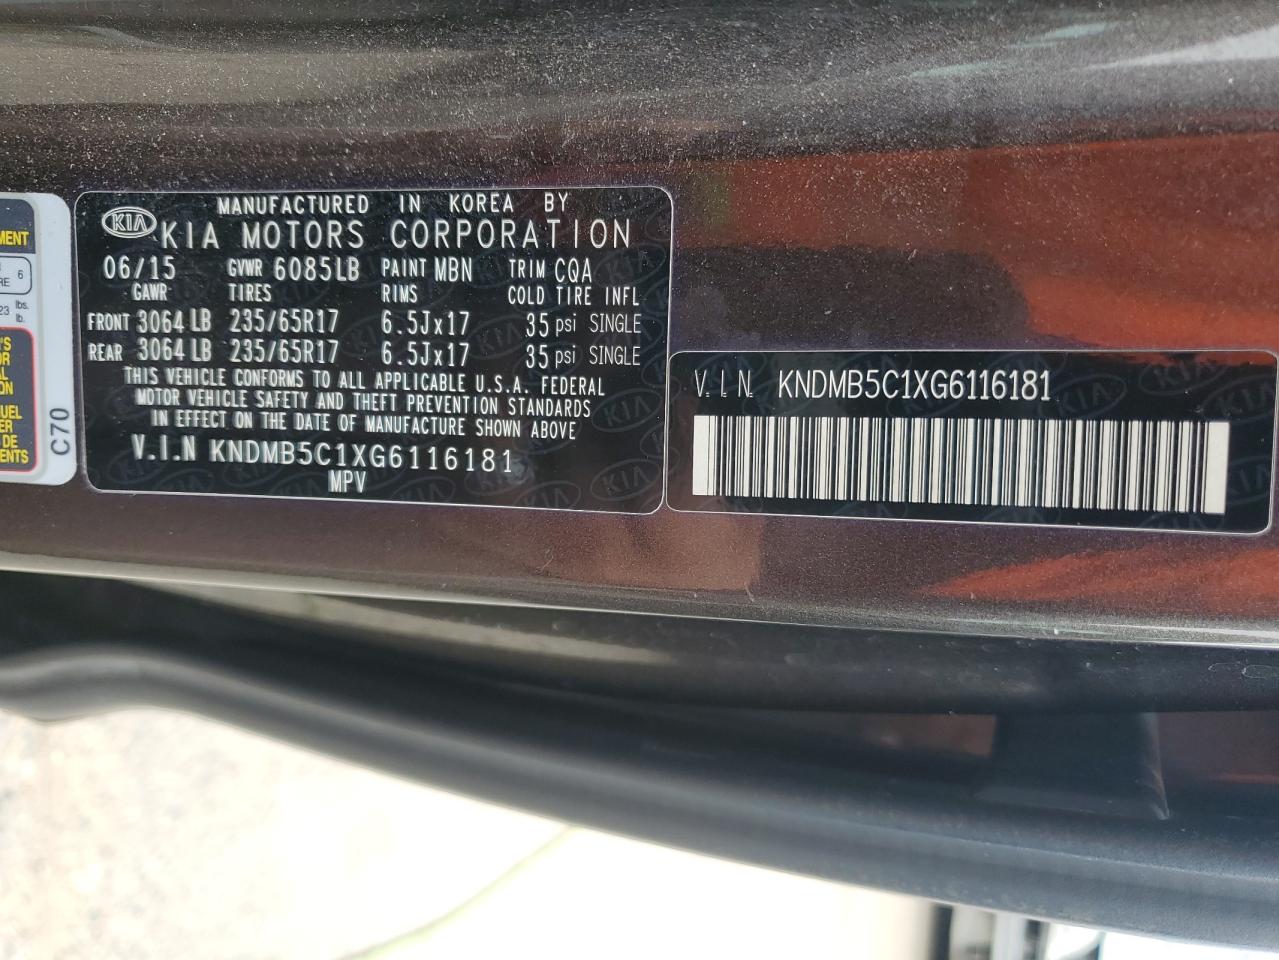 MANUFACTURED IN KOREA BY
KIA KIA MOTORS CORPORATION
06/15 GVWR 6085LB PAINT MBN TRIM CQA
GAWR TIRES RIMS COLD TIRE INFL
FRONT 3064 LB 235/65R17 6.5Jx17 35 psi SINGLE
REAR 3064 LB 235/65R17 6.5Jx17 35 psi SINGLE
THIS VEHICLE CONFORMS TO ALL APPLICABLE U.S.A. FEDERAL
MOTOR VEHICLE SAFETY AND THEFT PREVENTION STANDARDS
IN EFFECT ON THE DATE OF MANUFACTURE SHOWN ABOVE
V.I.N KNDMB5C1XG6116181
MPV
V.I.N. KNDMB5C1XG6116181
C70
6
lbs.
lb.